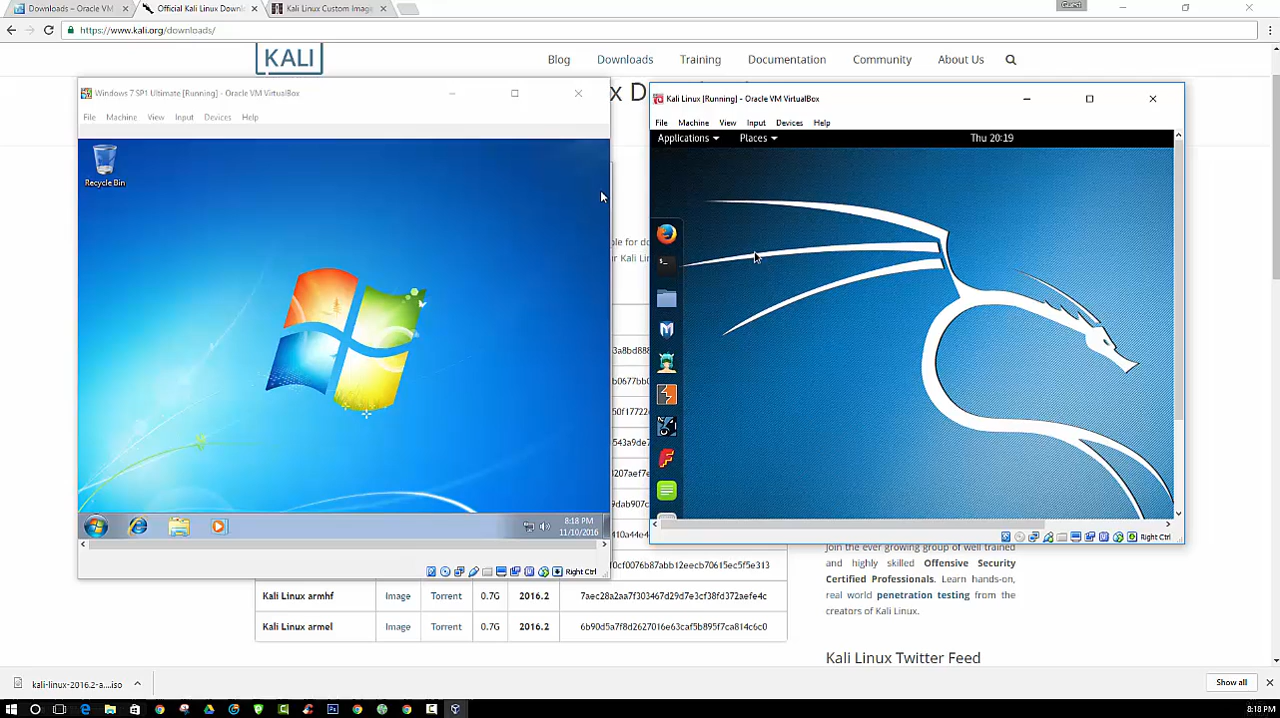 Downloads – Oracle VM
Official Kali Linux Downl
Kali Linux Custom Imag
Guest
https://www.kali.org/downloads/
KALI
Blog
Downloads
Training
Documentation
Community
About Us
Windows 7 SP1 Ultimate [Running] - Oracle VM VirtualBox
File Machine View Input Devices Help
Recycle Bin
8:18 PM
11/10/2016
Right Ctrl
x D
Kali Linux [Running] - Oracle VM VirtualBox
File Machine View Input Devices Help
Applications
Places
Thu 20:19
Right Ctrl
0cf0076b87abb12eecb70615ec5f5e313
Kali Linux armhf Image Torrent 0.7G 2016.2 7aec28a2aa7f303467d29d7e3cf38fd372aefe4c
Kali Linux armel Image Torrent 0.7G 2016.2 6b90d5a7f8d2627016e63caf5b895f7ca814c6c0
Join the ever growing group of well trained
and highly skilled Offensive Security
Certified Professionals. Learn hands-on,
real world penetration testing from the
creators of Kali Linux.
Kali Linux Twitter Feed
kali-linux-2016.2-a....iso
Show all
8:18 PM